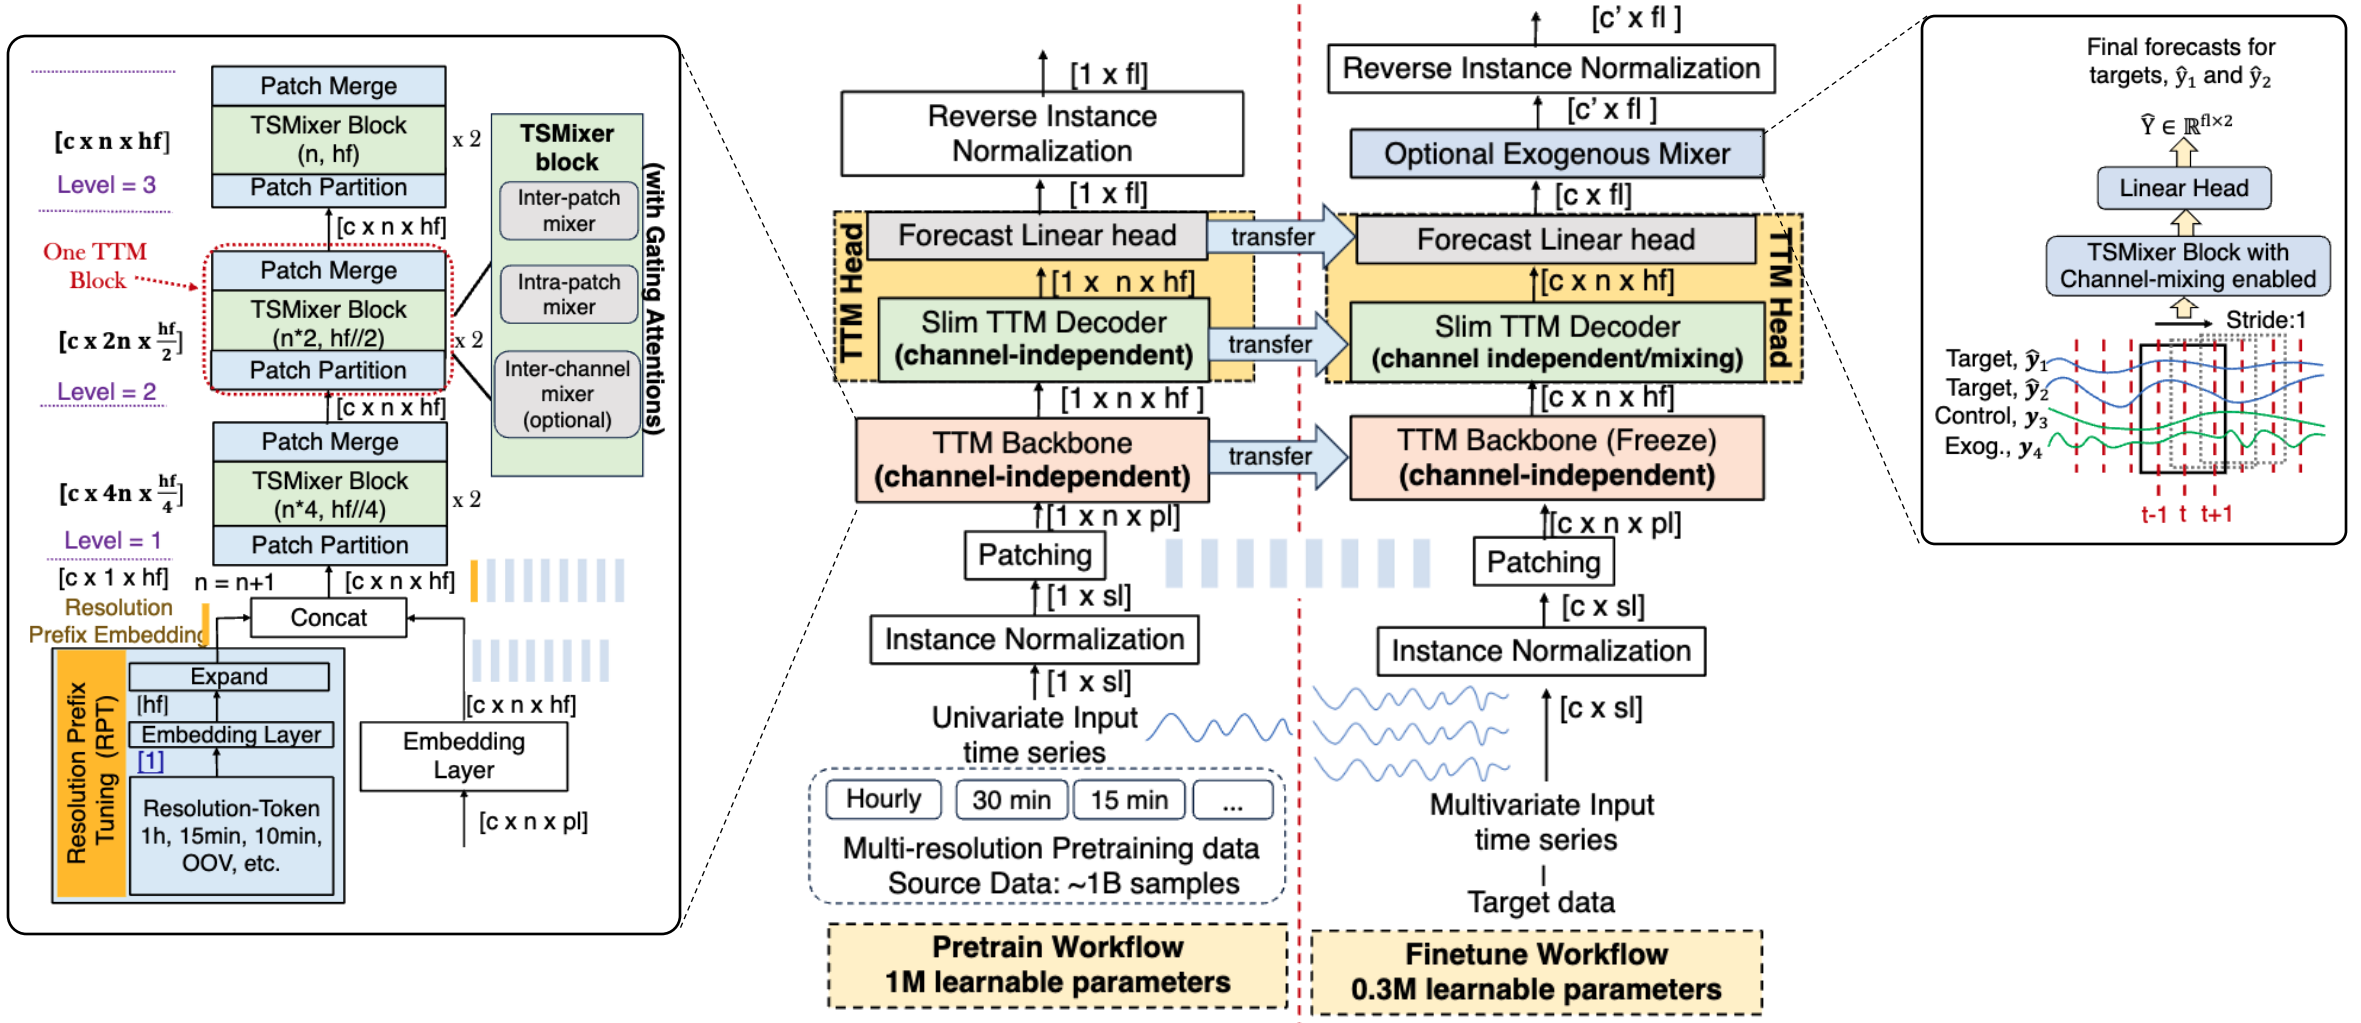 Patch Merge
TSMixer Block
(n, hf)
Patch Partition
x 2
[c x n x hf]
Level = 3
[c x n x hf]
One TTM
Block
Patch Merge
TSMixer Block
(n*2, hf//2)
Patch Partition
x 2
[c x 2n x hf/2]
Level = 2
[c x n x hf]
Patch Merge
TSMixer Block
(n*4, hf//4)
Patch Partition
x 2
[c x 4n x hf/4]
Level = 1
[c x 1 x hf]
n = n+1
[c x n x hf]
Resolution
Prefix Embedding
Concat
Expand
[hf]
Embedding Layer
[1]
Resolution-Token
1h, 15min, 10min,
OOV, etc.
Resolution Prefix
Tuning (RPT)
[c x n x hf]
Embedding
Layer
[c x n x pl]
TSMixer
block
Inter-patch
mixer
Intra-patch
mixer
Inter-channel
mixer
(optional)
(with Gating Attentions)
[1 x fl]
Reverse Instance
Normalization
[1 x fl]
TTM Head
Forecast Linear head
[1 x n x hf]
Slim TTM Decoder
(channel-independent)
[1 x n x hf ]
TTM Backbone
(channel-independent)
[1 x n x pl]
Patching
[1 x sl]
Instance Normalization
[1 x sl]
Univariate Input
time series
Hourly
30 min
15 min
...
Multi-resolution Pretraining data
Source Data: ~1B samples
Pretrain Workflow
1M learnable parameters
transfer
transfer
transfer
[c’ x fl ]
Reverse Instance Normalization
[c’ x fl ]
Optional Exogenous Mixer
[c x fl]
Forecast Linear head
TTM Head
[c x n x hf]
Slim TTM Decoder
(channel independent/mixing)
[c x n x hf]
TTM Backbone (Freeze)
(channel-independent)
[c x n x pl]
Patching
[c x sl]
Instance Normalization
[c x sl]
Multivariate Input
time series
Target data
Finetune Workflow
0.3M learnable parameters
Final forecasts for
targets, ŷ₁ and ŷ₂
Ŷ ∈ ℝ^fl×2
Linear Head
TSMixer Block with
Channel-mixing enabled
Stride:1
Target, ŷ₁
Target, ŷ₂
Control, y₃
Exog., y₄
t-1 t t+1